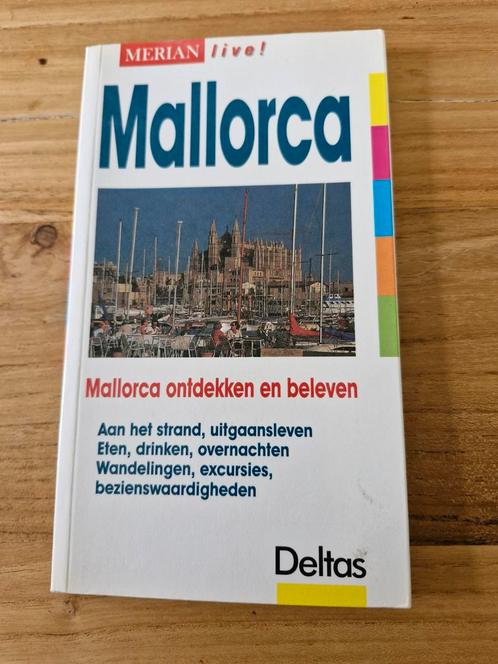 MERIAN live!
Mallorca
Mallorca ontdekken en beleven
Aan het strand, uitgaansleven
Eten, drinken, overnachten
Wandelingen, excursies,
bezienswaardigheden
Deltas